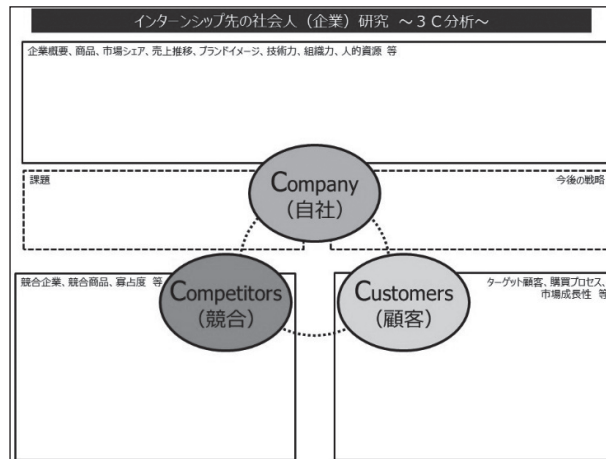 インターンシップ先の社会人(企業)研究 ~3C分析~
企業概要、商品、市場シェア、売上推移、ブランドイメージ、技術力、組織力、人的資源 等
課題
Company
(自社)
今後の戦略
競合企業、競合商品、寡占度 等
Competitors
(競合)
Customers
(顧客)
ターゲット顧客、購買プロセス、
市場成長性 等